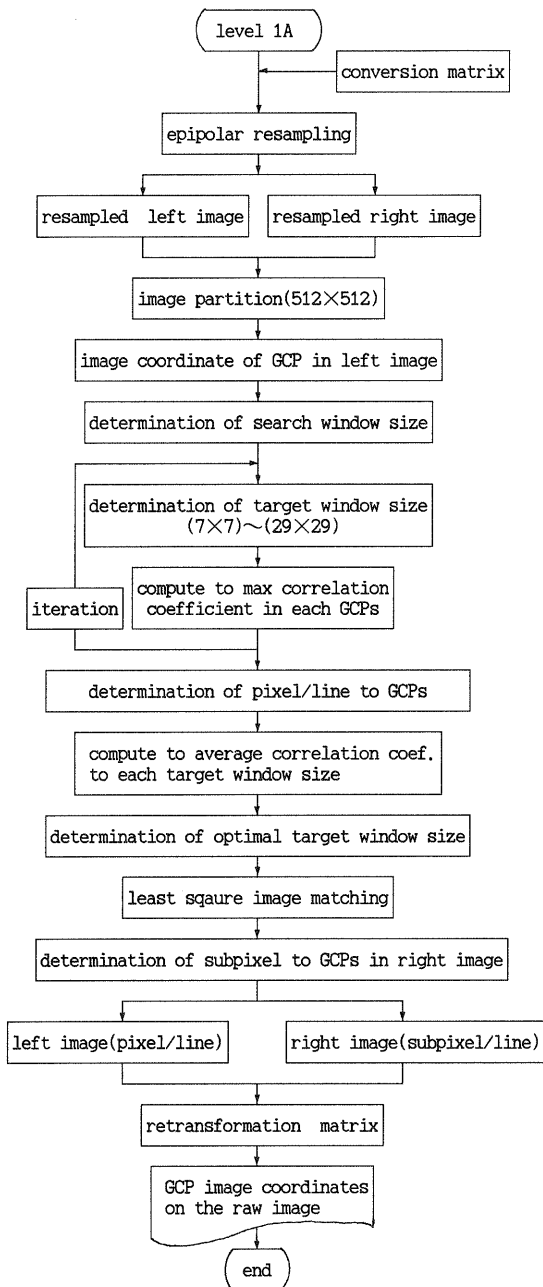 level 1A
conversion matrix
epipolar resampling
resampled left image
resampled right image
image partition(512×512)
image coordinate of GCP in left image
determination of search window size
determination of target window size
(7×7)～(29×29)
compute to max correlation
coefficient in each GCPs
iteration
determination of pixel/line to GCPs
compute to average correlation coef.
to each target window size
determination of optimal target window size
least sqaure image matching
determination of subpixel to GCPs in right image
left image(pixel/line)
right image(subpixel/line)
retransformation matrix
GCP image coordinates
on the raw image
end